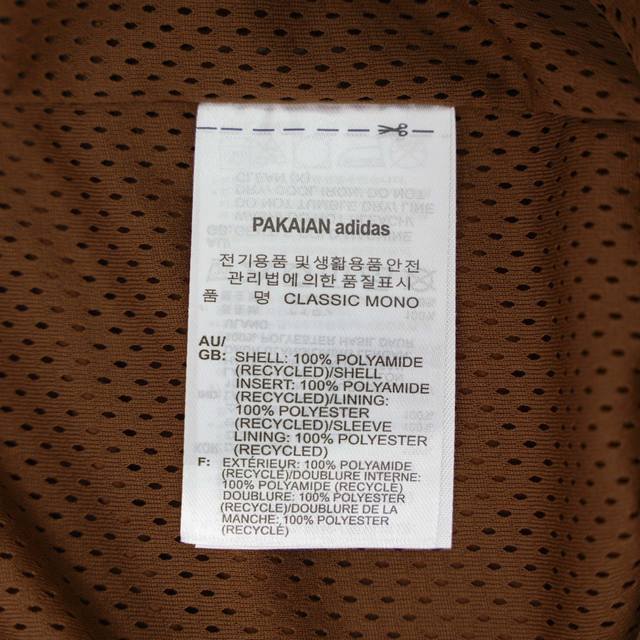 PAKAIAN adidas
전기용품 및생활용품안전
관리법에의한 품질표시
품 명 CLASSIC MONO
AU/
GB: SHELL: 100% POLYAMIDE
(RECYCLED)/SHELL
INSERT: 100% POLYAMIDE
(RECYCLED)/LINING:
100% POLYESTER
(RECYCLED)/SLEEVE
LINING: 100% POLYESTER
(RECYCLED)
F: EXTÉRIEUR: 100% POLYAMIDE
(RECYCLÉ)/DOUBLURE INTERNE:
100% POLYAMIDE (RECYCLÉ)
DOUBLURE: 100% POLYESTER
(RECYCLÉ)/DOUBLURE DE LA
MANCHE: 100% POLYESTER
(RECYCLÉ)